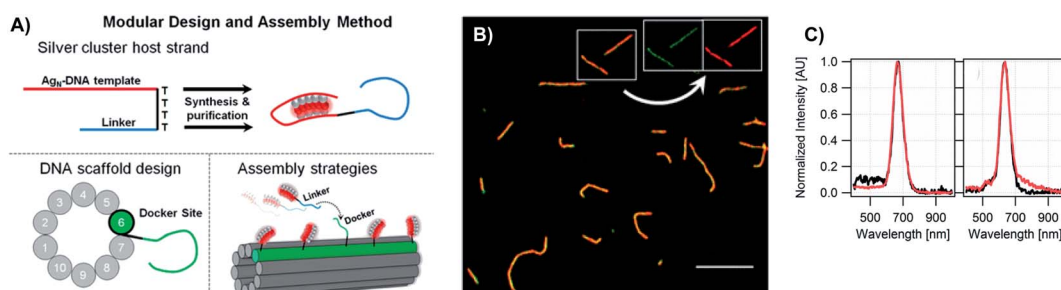 A)
Modular Design and Assembly Method
Silver cluster host strand
AgN-DNA template
T
T
T
T
Linker
Synthesis &
purification
DNA scaffold design
1
2
3
4
5
6
7
8
9
10
Docker Site
Assembly strategies
Linker
Docker
B)
C)
Normalized Intensity [AU]
1.0
0.8
0.6
0.4
0.2
0.0
500 700 900
Wavelength [nm]
500 700 900
Wavelength [nm]